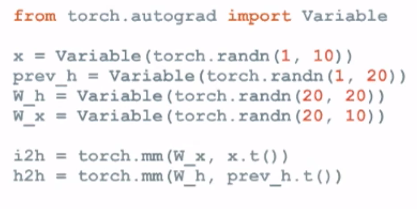 from torch.autograd import Variable
x = Variable(torch.randn(1, 10))
prev_h = Variable(torch.randn(1, 20))
W_h = Variable(torch.randn(20, 20))
W_x = Variable(torch.randn(20, 10))
i2h = torch.mm(W_x, x.t())
h2h = torch.mm(W_h, prev_h.t())